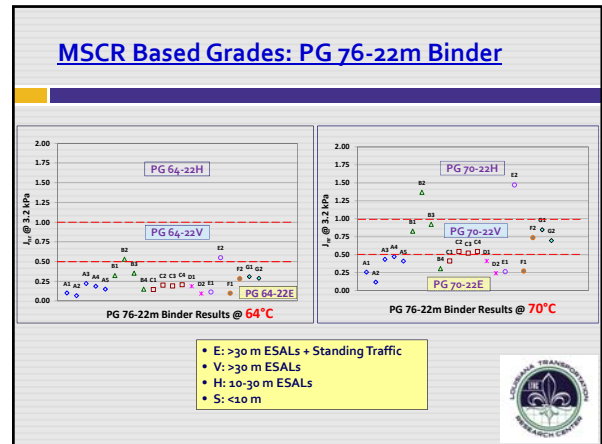 MSCR Based Grades: PG 76-22m Binder
2.00
1.75
1.50
1.25
1.00
0.75
0.50
0.25
0.00
Jnr @ 3.2 kPa
PG 64-22H
PG 64-22V
PG 64-22E
A1
A2
A3
A4
A5
B1
B2
B3
B4
C1
C2
C3
C4
D1
D2
E1
E2
F1
F2
G1
G2
PG 76-22m Binder Results @ 64°C
2.00
1.75
1.50
1.25
1.00
0.75
0.50
0.25
0.00
Jnr @ 3.2 kPa
PG 70-22H
PG 70-22V
PG 70-22E
A1
A2
A3
A4
A5
B1
B2
B3
B4
C1
C2
C3
C4
D1
D2
E1
E2
F1
F2
G1
G2
PG 76-22m Binder Results @ 70°C
• E: >30 m ESALs + Standing Traffic
• V: >30 m ESALs
• H: 10-30 m ESALs
• S: <10 m
LOUISIANA TRANSPORTATION
LTRC
RESEARCH CENTER